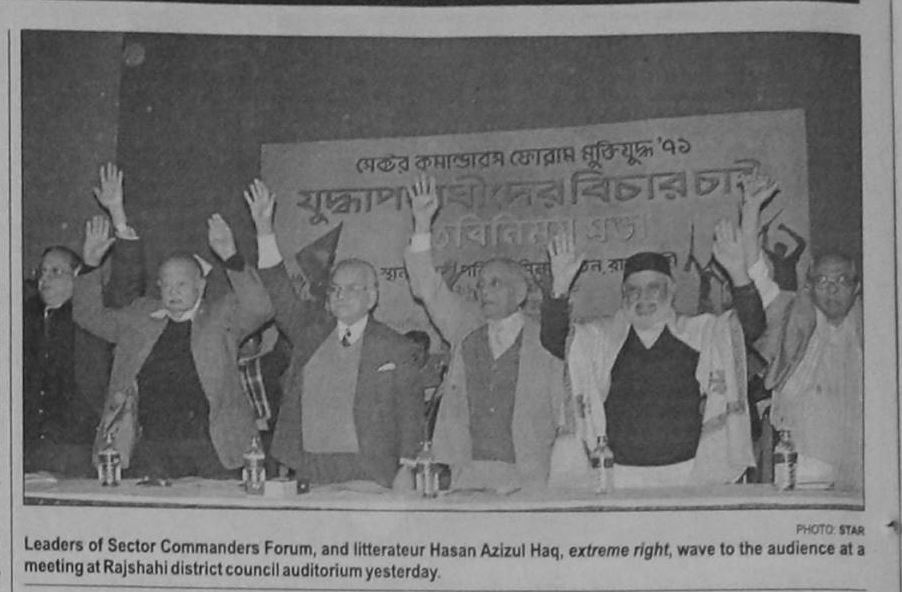 সেক্টর কমান্ডারস ফোরাম মুক্তিযুদ্ধ '৭১
বিচার চাই
স্থান
PHOTO: STAR
Leaders of Sector Commanders Forum, and litterateur Hasan Azizul Haq, extreme right, wave to the audience at a
meeting at Rajshahi district council auditorium yesterday.